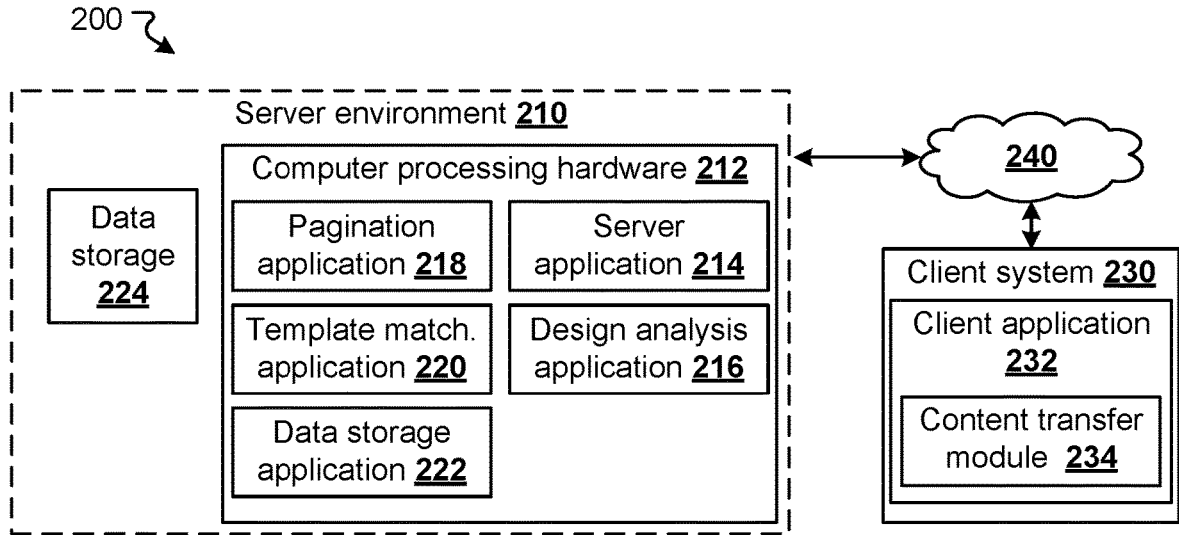 200
Server environment 210
Computer processing hardware 212
Data
storage
224
Pagination
application 218
Server
application 214
Template match.
application 220
Design analysis
application 216
Data storage
application 222
240
Client system 230
Client application
232
Content transfer
module 234